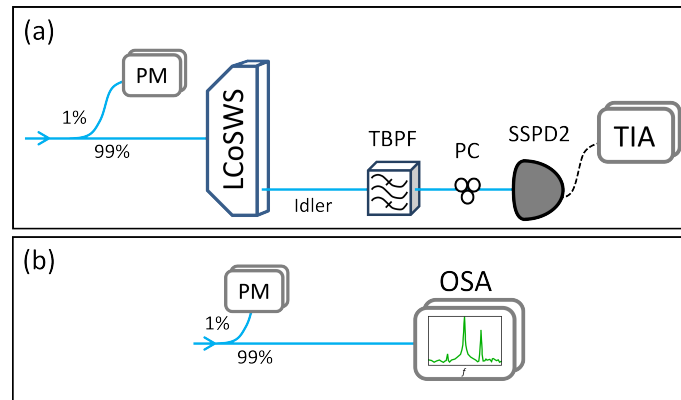 (a)
PM
1%
99%
LCoSWS
Idler
TBPF
PC
SSPD2
TIA
(b)
PM
1%
99%
OSA
f